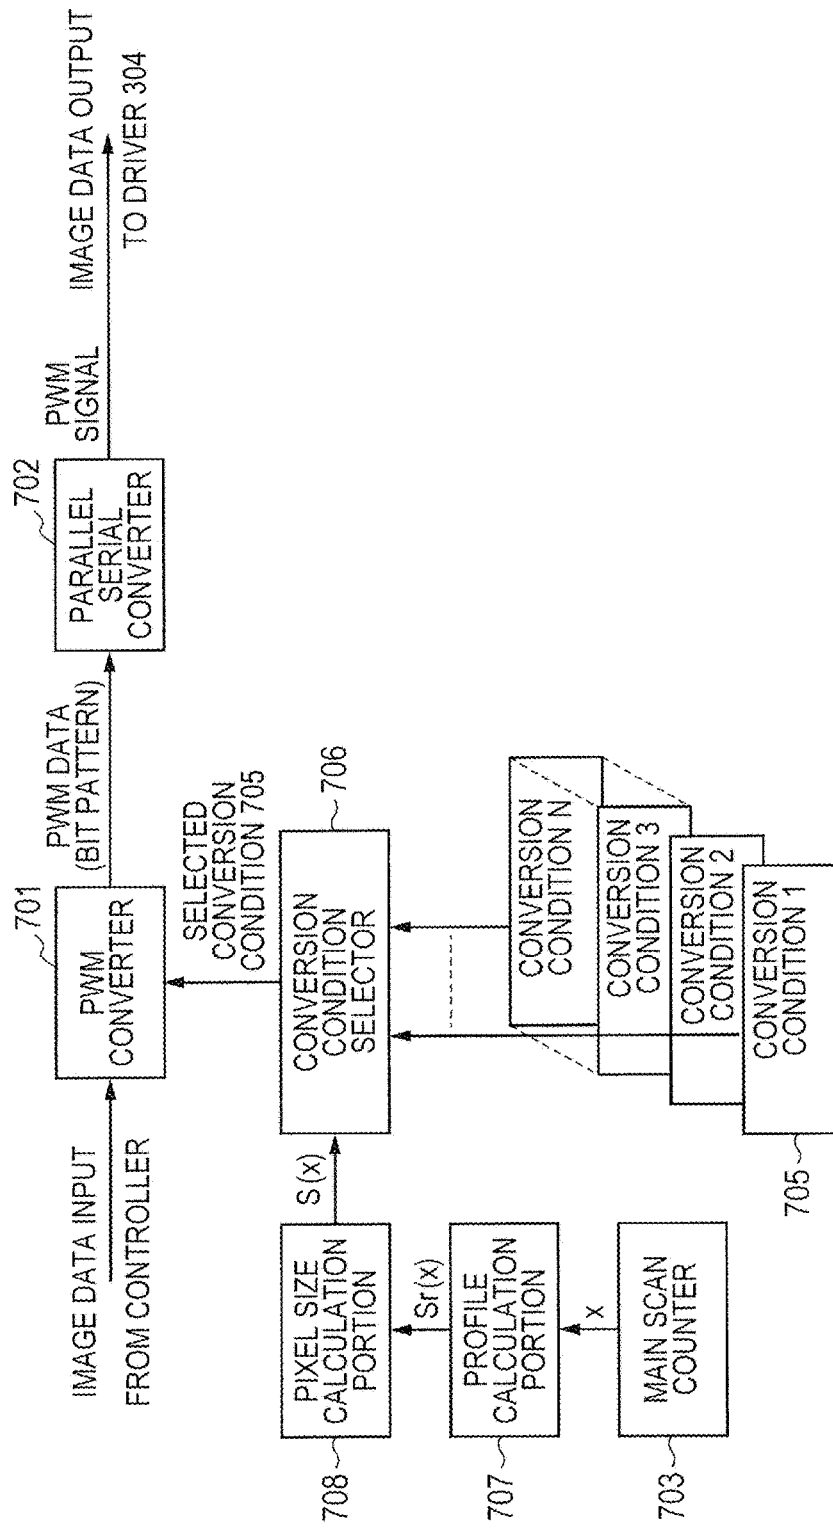 IMAGE DATA INPUT
FROM CONTROLLER
701
PWM
CONVERTER
PWM DATA
(BIT PATTERN)
702
PARALLEL
SERIAL
CONVERTER
PWM
SIGNAL
IMAGE DATA OUTPUT
TO DRIVER 304
SELECTED
CONVERSION
CONDITION 705
708
PIXEL SIZE
CALCULATION
PORTION
S(x)
CONVERSION
CONDITION
SELECTOR
706
Sr(x)
707
PROFILE
CALCULATION
PORTION
x
703
MAIN SCAN
COUNTER
CONVERSION
CONDITION N
CONVERSION
CONDITION 3
CONVERSION
CONDITION 2
CONVERSION
CONDITION 1
705